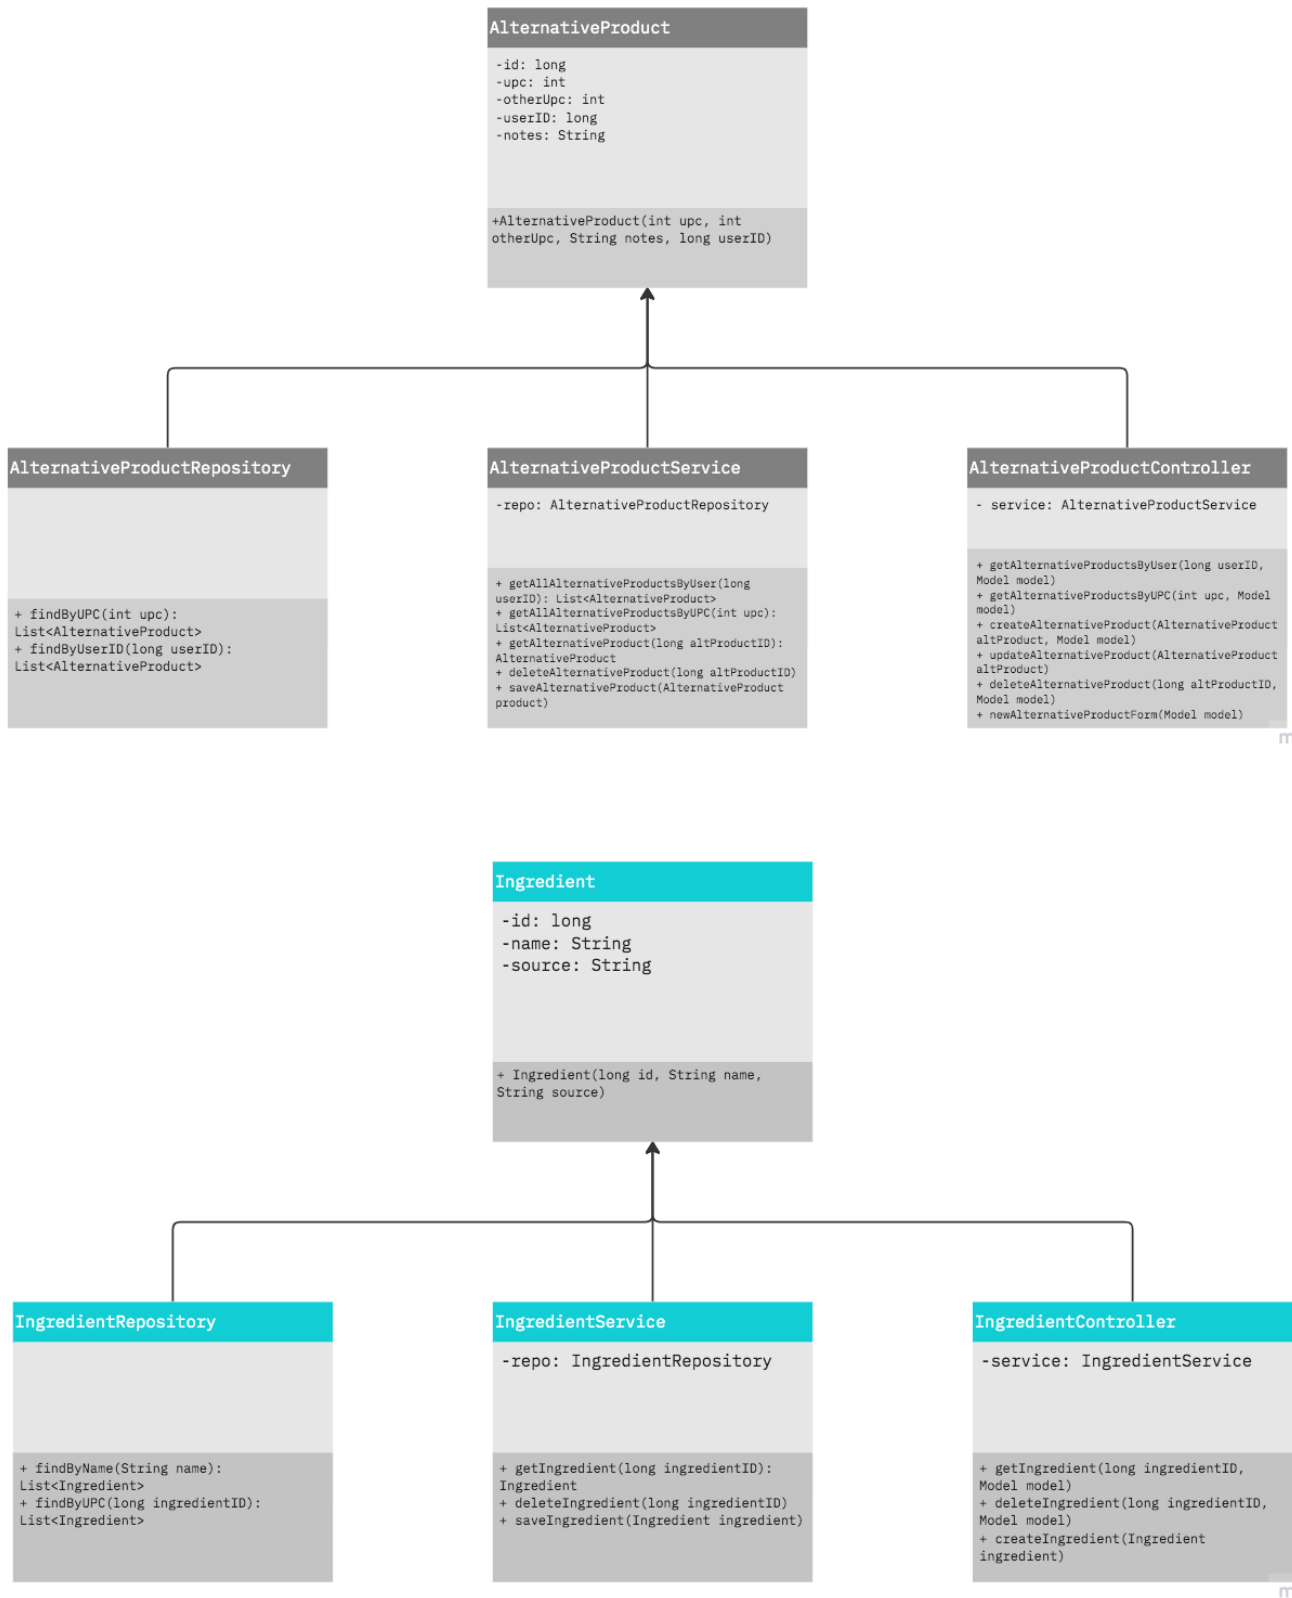 AlternativeProduct
-id: long
-upc: int
-otherUpc: int
-userID: long
-notes: String
+AlternativeProduct(int upc, int
otherUpc, String notes, long userID)
AlternativeProductRepository
+ findByUPC(int upc):
List<AlternativeProduct>
+ findByUserID(long userID):
List<AlternativeProduct>
AlternativeProductService
-repo: AlternativeProductRepository
+ getAllAlternativeProductsByUser(long
userID): List<AlternativeProduct>
+ getAllAlternativeProductsByUPC(int upc):
List<AlternativeProduct>
+ getAlternativeProduct(long altProductID):
AlternativeProduct
+ deleteAlternativeProduct(long altProductID)
+ saveAlternativeProduct(AlternativeProduct
product)
AlternativeProductController
- service: AlternativeProductService
+ getAlternativeProductsByUser(long userID,
Model model)
+ getAlternativeProductsByUPC(int upc, Model
model)
+ createAlternativeProduct(AlternativeProduct
altProduct, Model model)
+ updateAlternativeProduct(AlternativeProduct
altProduct)
+ deleteAlternativeProduct(long altProductID,
Model model)
+ newAlternativeProductForm(Model model)
m
Ingredient
-id: long
-name: String
-source: String
+ Ingredient(long id, String name,
String source)
IngredientRepository
+ findByName(String name):
List<Ingredient>
+ findByUPC(long ingredientID):
List<Ingredient>
IngredientService
-repo: IngredientRepository
+ getIngredient(long ingredientID):
Ingredient
+ deleteIngredient(long ingredientID)
+ saveIngredient(Ingredient ingredient)
IngredientController
-service: IngredientService
+ getIngredient(long ingredientID,
Model model)
+ deleteIngredient(long ingredientID,
Model model)
+ createIngredient(Ingredient
ingredient)
m